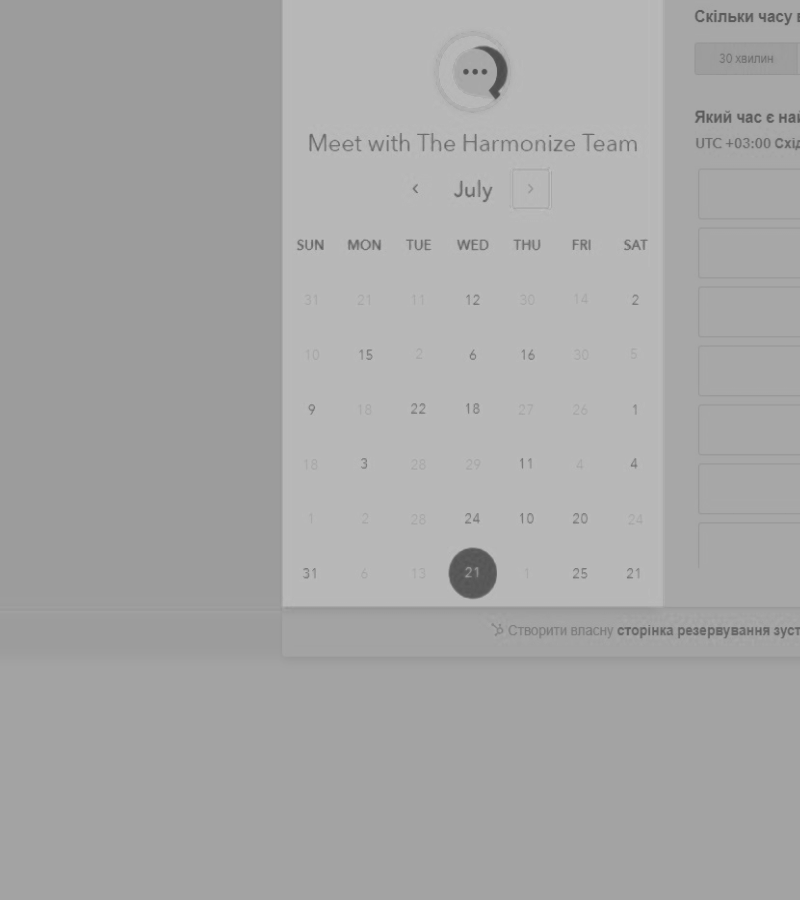 Скільки часу
30 хвилин
Який час є
UTC +03:00
Meet with The Harmonize Team
July
SUN MON TUE WED THU FRI SAT
31 21 11 12 30 14 2
10 15 2 6 16 30 5
9 18 22 18 27 26 1
18 3 28 29 11 4 4
1 2 28 24 10 20 24
31 6 13 21 1 25 21
Створити власну сторінка резервування